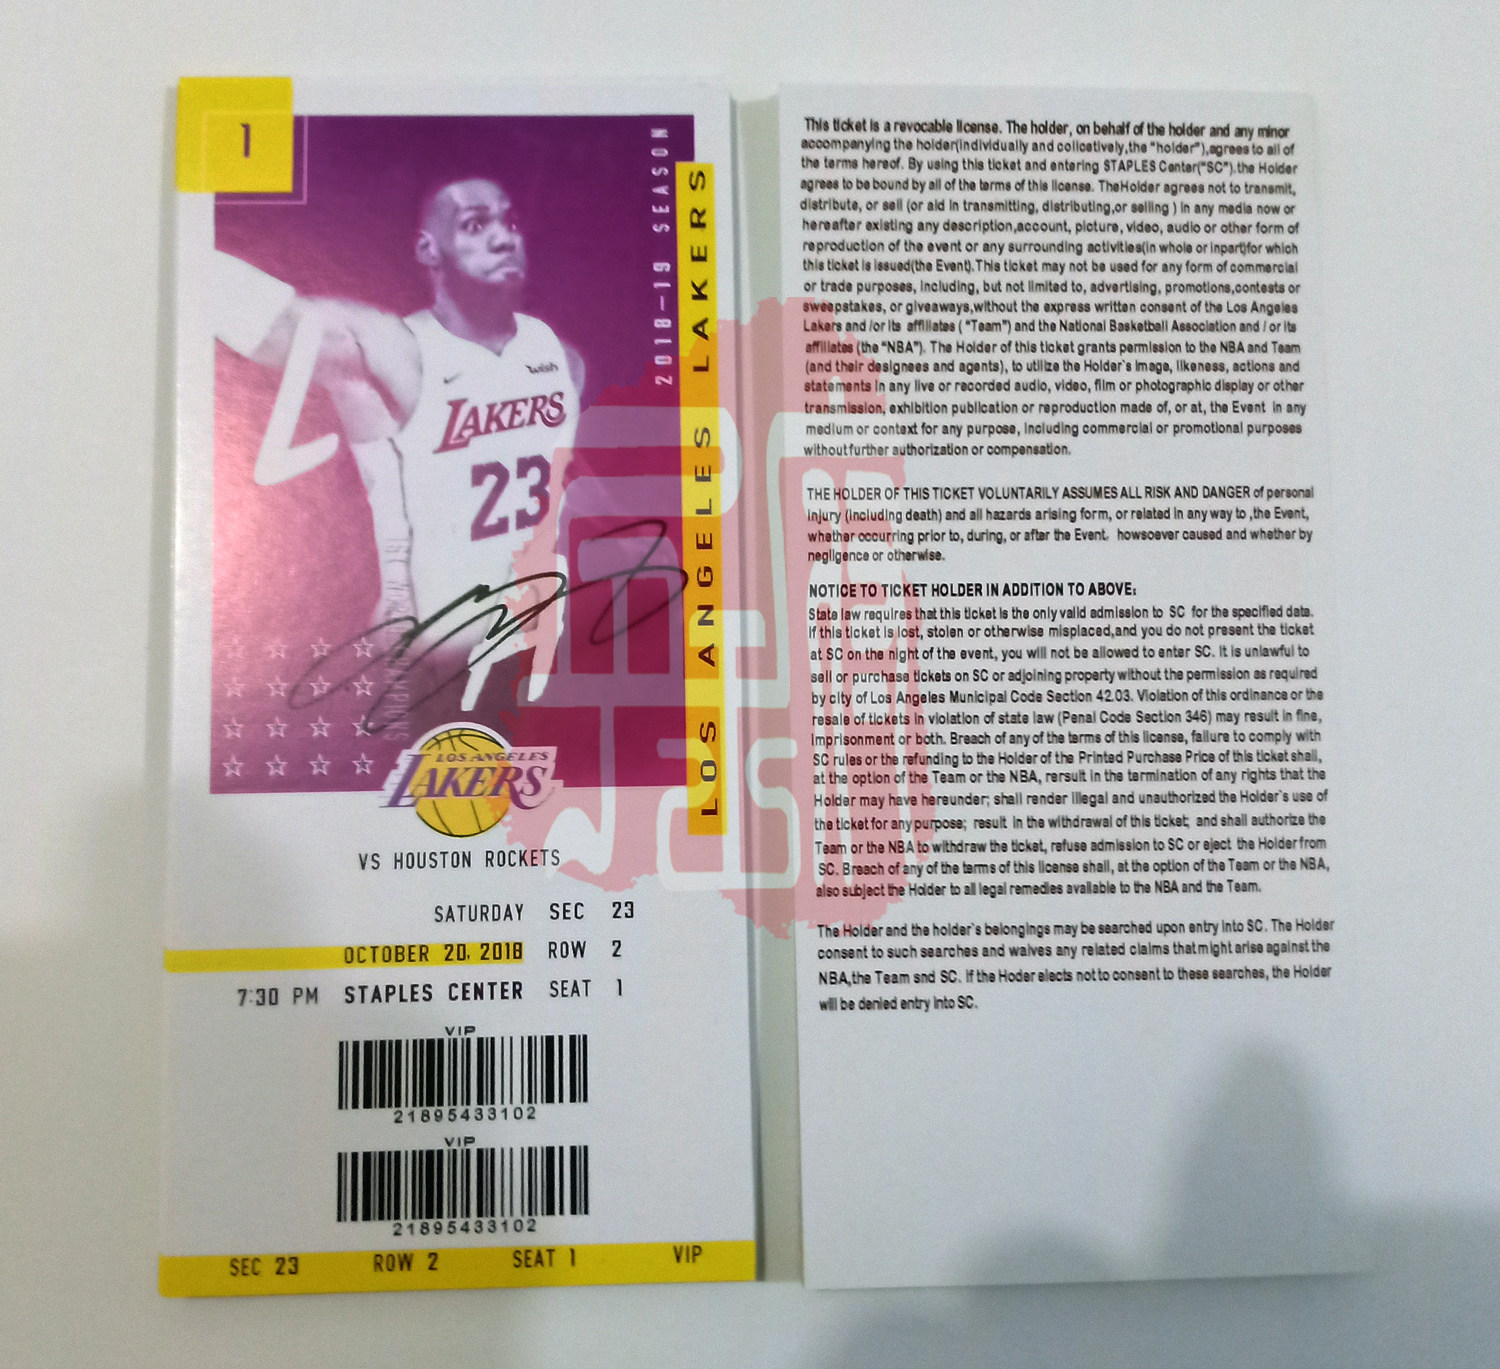 1
2018-19 SEASON
LOS ANGELES LAKERS
wish
LAKERS
23
LOS ANGELES
LAKERS
VS HOUSTON ROCKETS
SATURDAY SEC 23
OCTOBER 20, 2018 ROW 2
7:30 PM STAPLES CENTER SEAT 1
VIP
21895433102
VIP
21895433102
SEC 23 ROW 2 SEAT 1 VIP
This ticket is a revocable license. The holder, on behalf of the holder and any minor
accompanying the holder(individually and collcetively,the "holder"),agrees to all of
the terms hereof. By using this ticket and entering STAPLES Center("SC").the Holder
agrees to be bound by all of the terms of this license. TheHolder agrees not to transmit,
distribute, or sell (or aid in transmitting, distributing,or selling ) in any media now or
hereafter existing any description,account, picture, video, audio or other form of
reproduction of the event or any surrounding activities(in whole or inpart)for which
this ticket is issued(the Event).This ticket may not be used for any form of commercial
or trade purposes, including, but not limited to, advertising, promotions,contests or
sweepstakes, or giveaways,without the express written consent of the Los Angeles
Lakers and /or its affiliates ( "Team") and the National Basketball Association and / or its
affiliates (the "NBA"). The Holder of this ticket grants permission to the NBA and Team
(and their designees and agents), to utilize the Holder`s image, likeness, actions and
statements in any live or recorded audio, video, film or photographic display or other
transmission, exhibition publication or reproduction made of, or at, the Event in any
medium or context for any purpose, including commercial or promotional purposes
without further authorization or compensation.
THE HOLDER OF THIS TICKET VOLUNTARILY ASSUMES ALL RISK AND DANGER of personal
injury (including death) and all hazards arising form, or related in any way to ,the Event,
whether occurring prior to, during, or after the Event, howsoever caused and whether by
negligence or otherwise.
NOTICE TO TICKET HOLDER IN ADDITION TO ABOVE:
State law requires that this ticket is the only valid admission to SC for the specified date.
If this ticket is lost, stolen or otherwise misplaced,and you do not present the ticket
at SC on the night of the event, you will not be allowed to enter SC. It is unlawful to
sell or purchase tickets on SC or adjoining property without the permission as required
by city of Los Angeles Municipal Code Section 42.03. Violation of this ordinance or the
resale of tickets in violation of state law (Penal Code Section 346) may result in fine,
imprisonment or both. Breach of any of the terms of this license, failure to comply with
SC rules or the refunding to the Holder of the Printed Purchase Price of this ticket shall,
at the option of the Team or the NBA, rersult in the termination of any rights that the
Holder may have hereunder; shall render illegal and unauthorized the Holder`s use of
the ticket for any purpose; result in the withdrawal of this ticket; and shall authorize the
Team or the NBA to withdraw the ticket, refuse admission to SC or eject the Holder from
SC. Breach of any of the terms of this license shall, at the option of the Team or the NBA,
also subject the Holder to all legal remedies available to the NBA and the Team.
The Holder and the holder`s belongings may be searched upon entry into SC. The Holder
consent to such searches and waives any related claims that might arise against the
NBA,the Team snd SC. If the Hoder elects not to consent to these searches, the Holder
will be denied entry into SC.